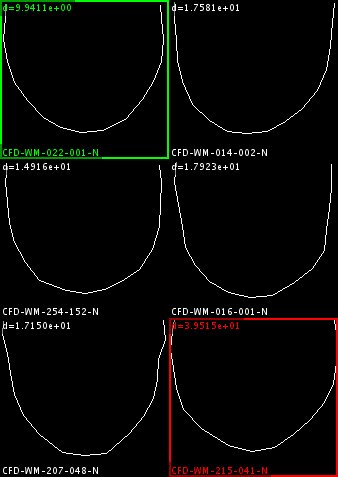 d=9.9411e+00
d=1.7581e+01
CFD-WM-022-001-N
CFD-WM-014-002-N
d=1.4916e+01
d=1.7923e+01
CFD-WM-254-152-N
CFD-WM-016-001-N
d=1.7150e+01
d=3.9515e+01
CFD-WM-207-048-N
CFD-WM-215-041-N